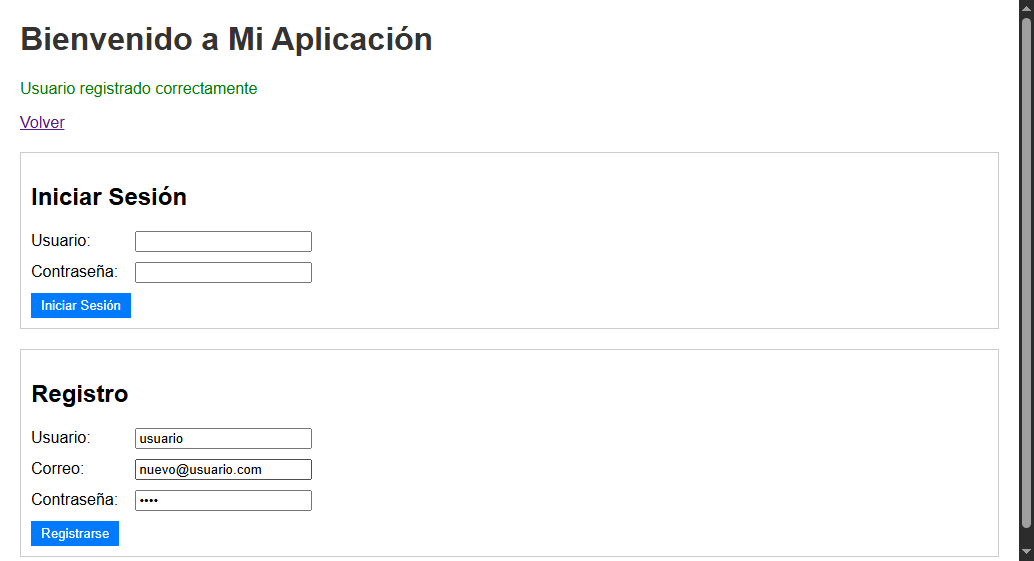 Bienvenido a Mi Aplicación
Usuario registrado correctamente
Volver
Iniciar Sesión
Usuario:
Contraseña:
Iniciar Sesión
Registro
Usuario: usuario
Correo: nuevo@usuario.com
Contraseña: ••••
Registrarse